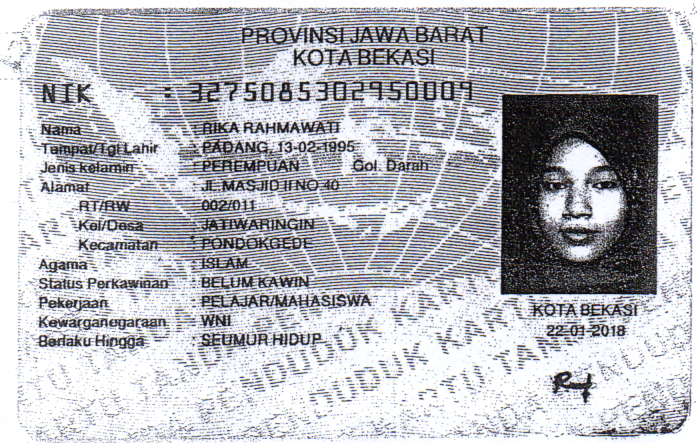 PROVINSI JAWA BARAT
KOTA BEKASI
NIK : 3275085302950009
Nama : RIKA RAHMAWATI
Tempat/Tgl Lahir : PADANG, 13-02-1995
Jenis kelamin : PEREMPUAN Gol. Darah
Alamat : JL MASJID II NO 40
RT/RW : 002/011
Kel/Desa : JATIWARINGIN
Kecamatan : PONDOKGEDE
Agama : ISLAM
Status Perkawinan : BELUM KAWIN
Pekerjaan : PELAJAR/MAHASISWA
Kewarganegaraan : WNI
Berlaku Hingga : SEUMUR HIDUP
KOTA BEKASI
22-01-2018